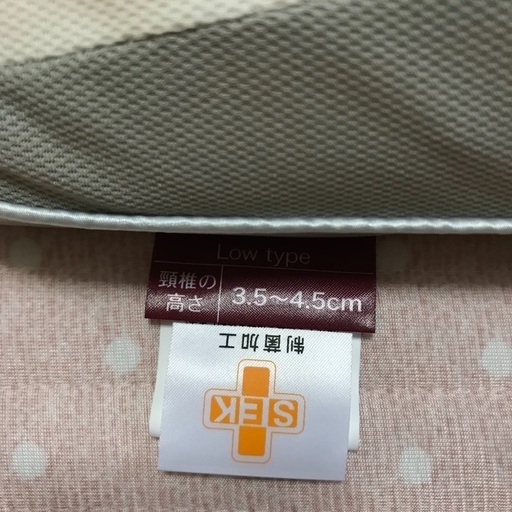 Low type
頸椎の
高さ
3.5〜4.5cm
制菌加工
SEK